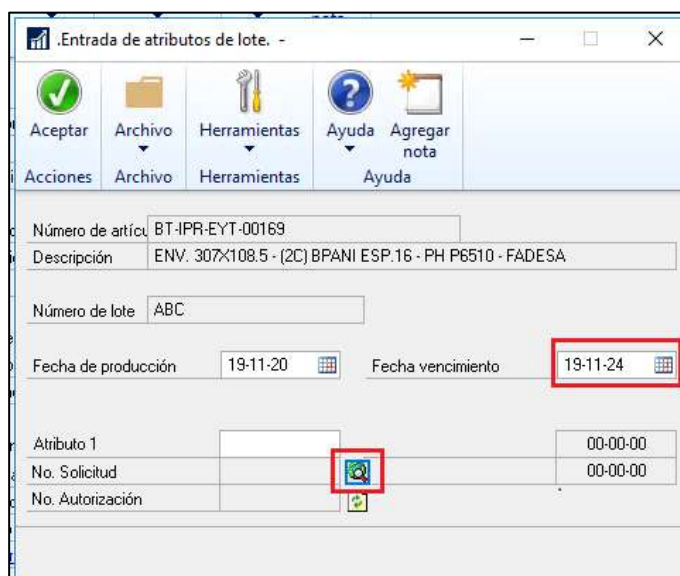 nota
.Entrada de atributos de lote. -
Aceptar Archivo Herramientas Ayuda Agregar
nota
Acciones Archivo Herramientas Ayuda
Número de artícu BT-IPR-EYT-00169
Descripción ENV. 307X108.5 - (2C) BPANI ESP.16 - PH P6510 - FADESA
Número de lote ABC
Fecha de producción 19-11-20 Fecha vencimiento 19-11-24
Atributo 1 00-00-00
No. Solicitud 00-00-00
No. Autorización